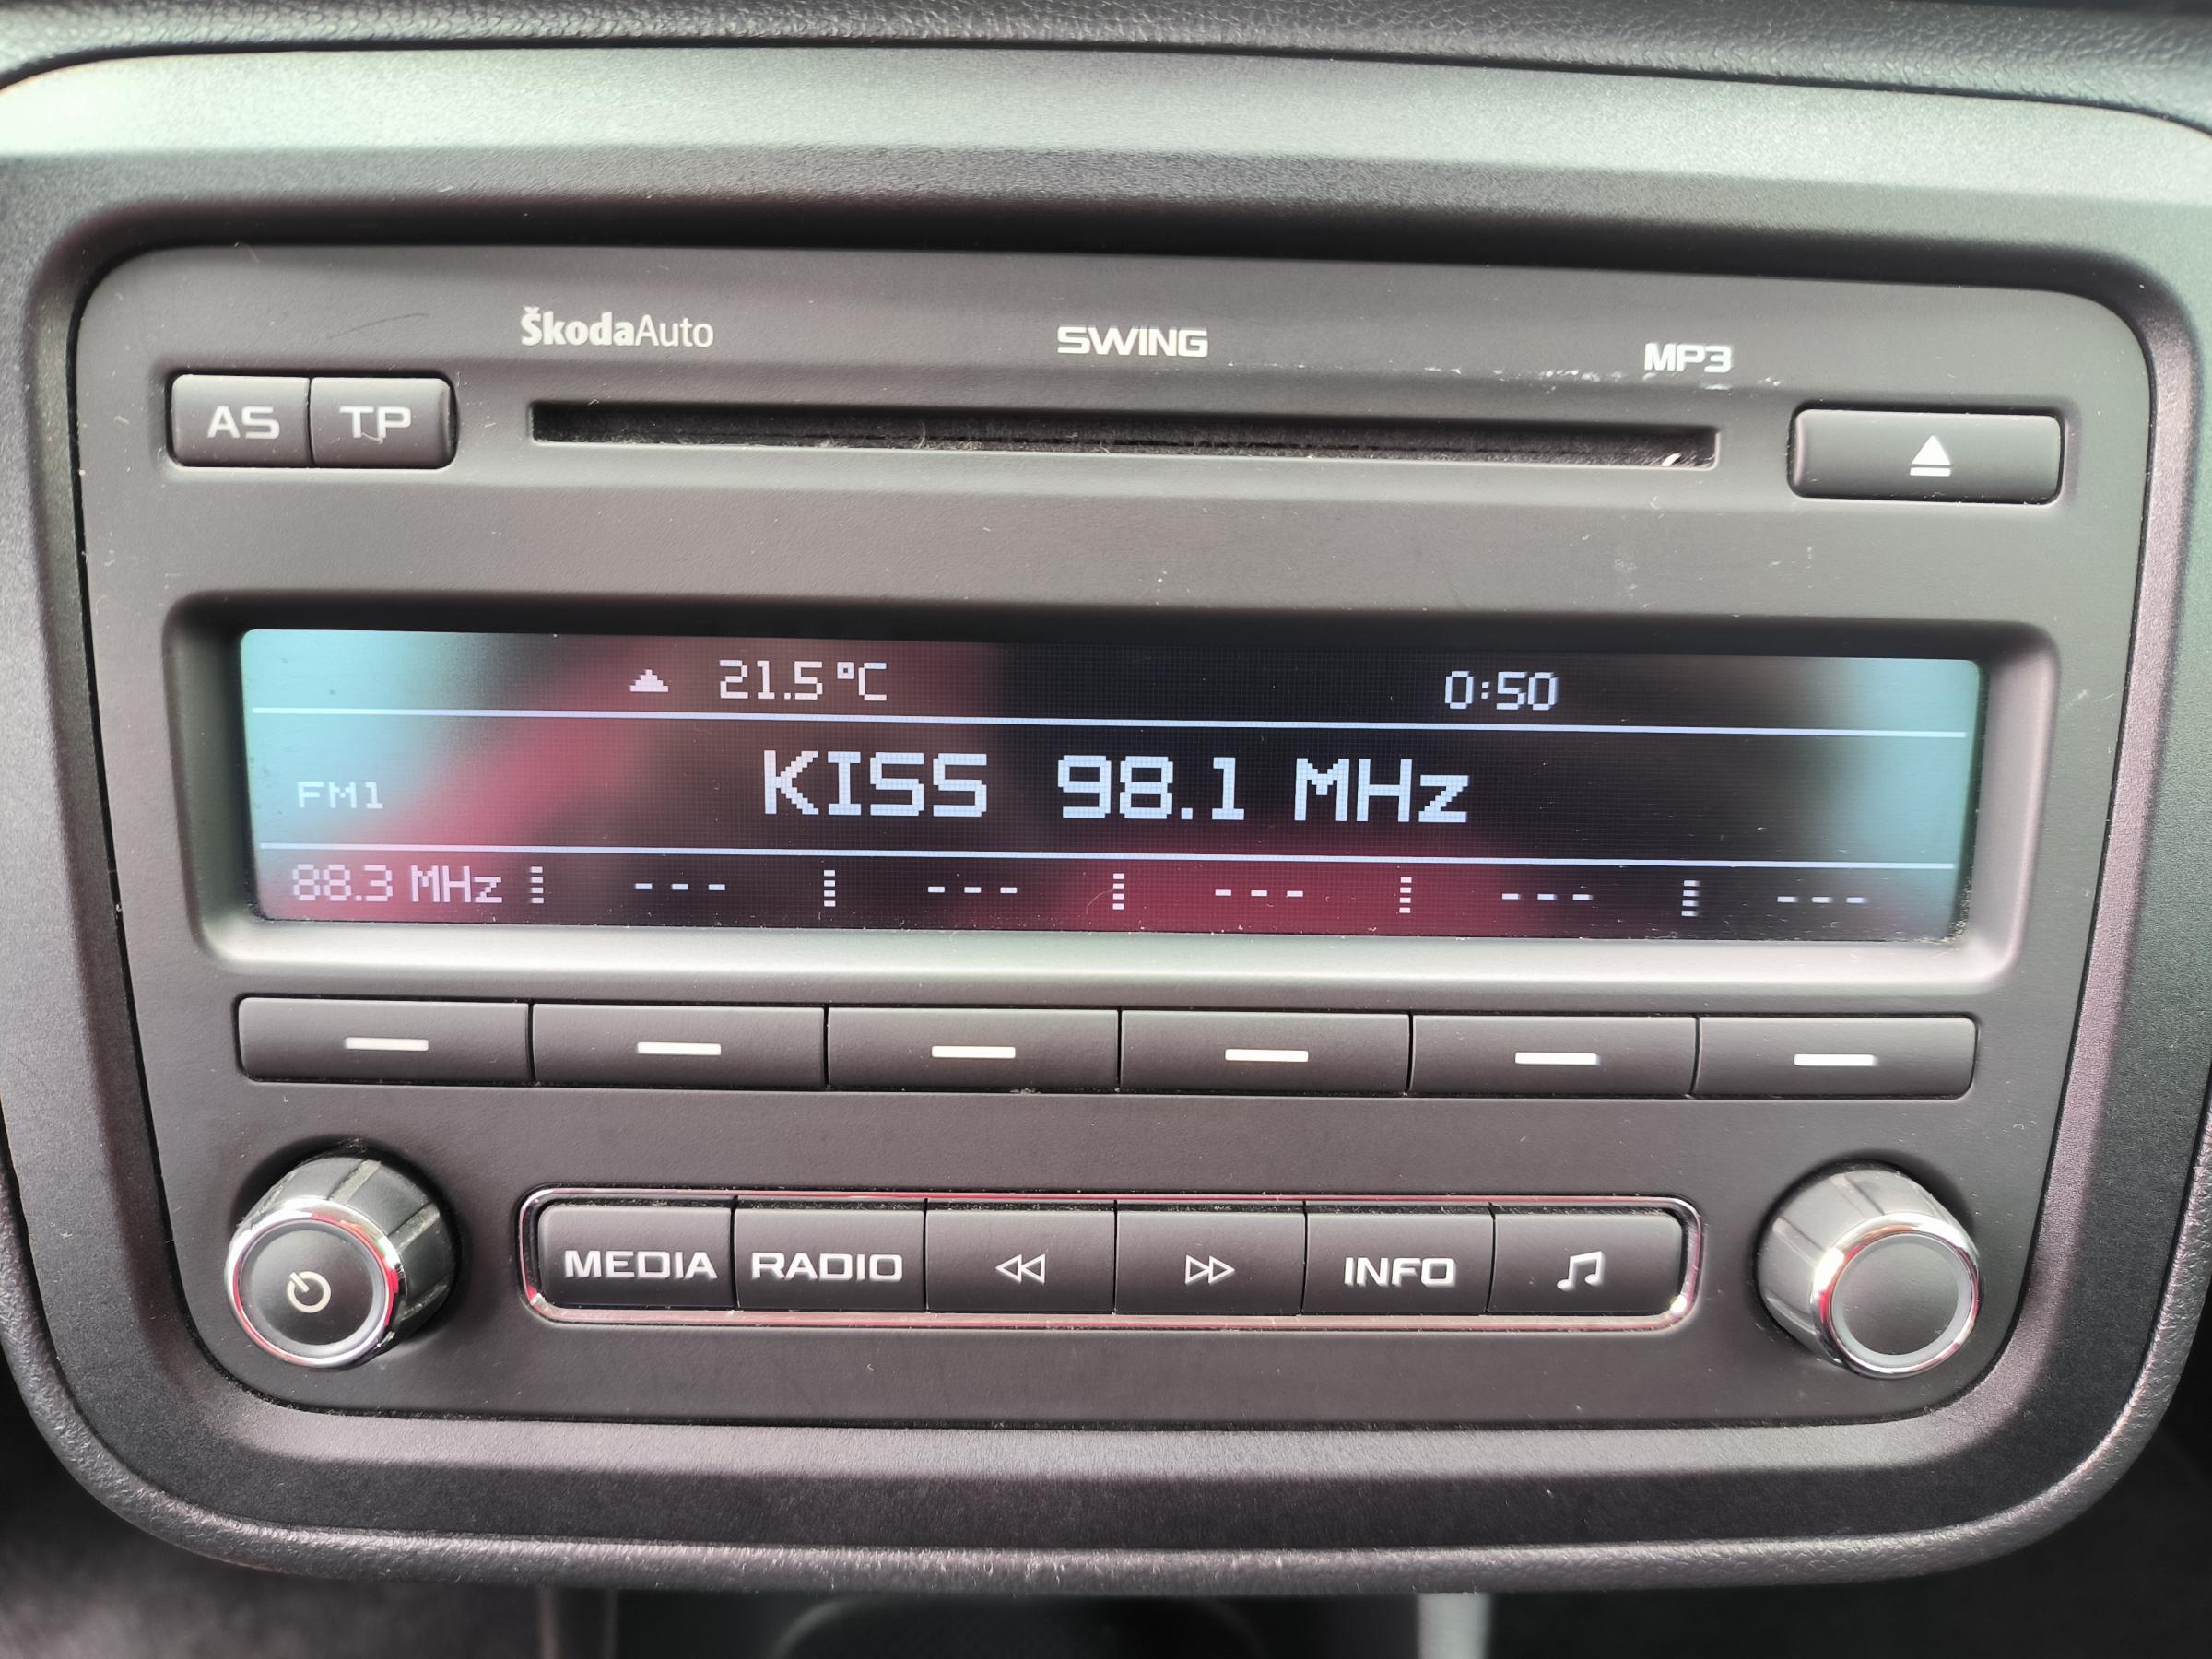 ŠkodaAuto SWING MP3
AS TP
21.5°C 0:50
FM1 KISS 98.1 MHz
88.3 MHz --- --- --- --- ---
MEDIA RADIO INFO